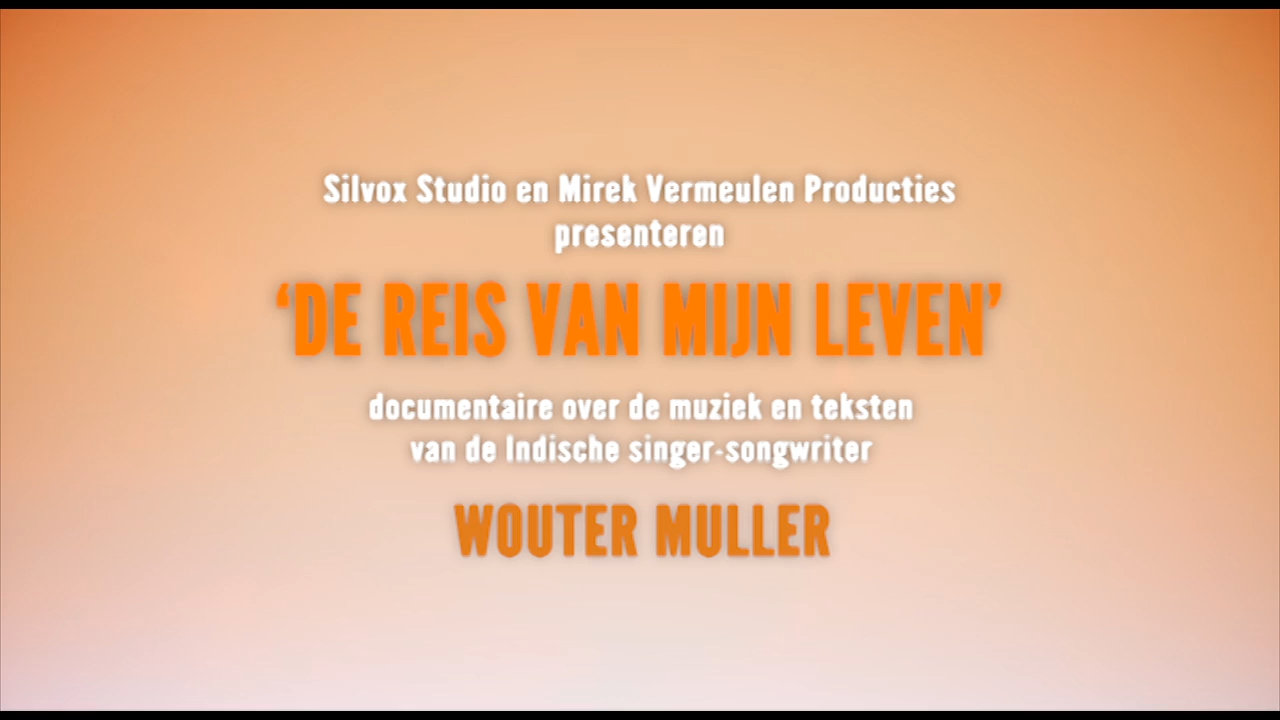 Silvox Studio en Mirek Vermeulen Producties
presenteren
‘DE REIS VAN MIJN LEVEN’
documentaire over de muziek en teksten
van de Indische singer-songwriter
WOUTER MULLER